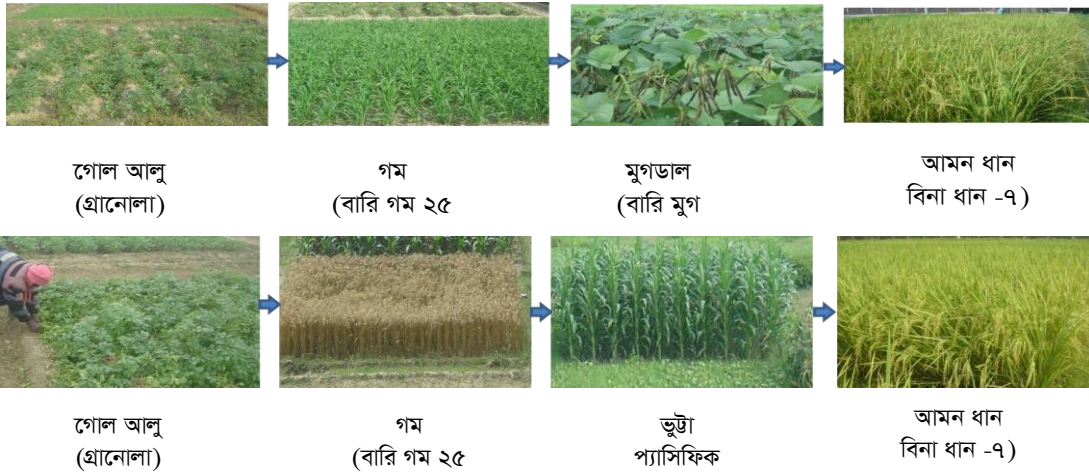 গোল আলু
(গ্রানোলা)
গম
(বারি গম ২৫
মুগডাল
(বারি মুগ
আমন ধান
বিনা ধান -৭)
গোল আলু
(গ্রানোলা)
গম
(বারি গম ২৫
ভুট্টা
প্যাসিফিক
আমন ধান
বিনা ধান -৭)